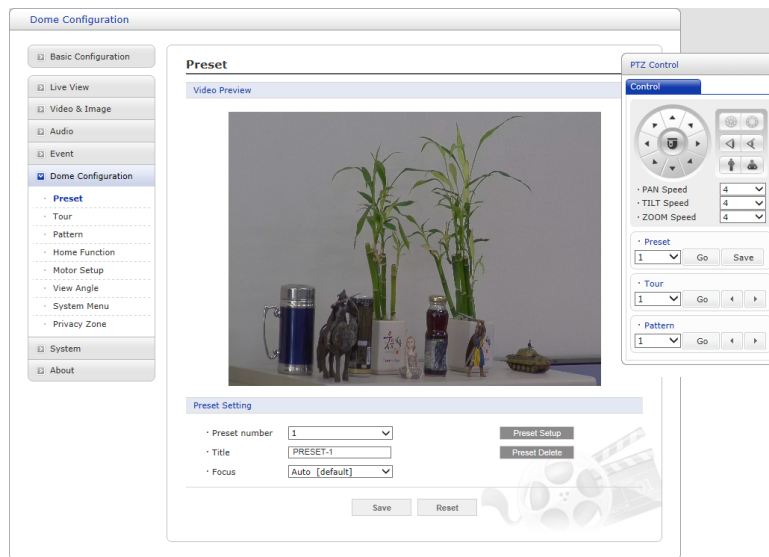 Dome Configuration
Basic Configuration
Live View
Video & Image
Audio
Event
Dome Configuration
Preset
Tour
Pattern
Home Function
Motor Setup
View Angle
System Menu
Privacy Zone
System
About
Preset
Video Preview
Preset Setting
Preset number 1 Preset Setup
Title PRESET-1 Preset Delete
Focus Auto [default]
Save Reset
PTZ Control
Control
PAN Speed 4
TILT Speed 4
ZOOM Speed 4
Preset
1 Go Save
Tour
1 Go
Pattern
1 Go